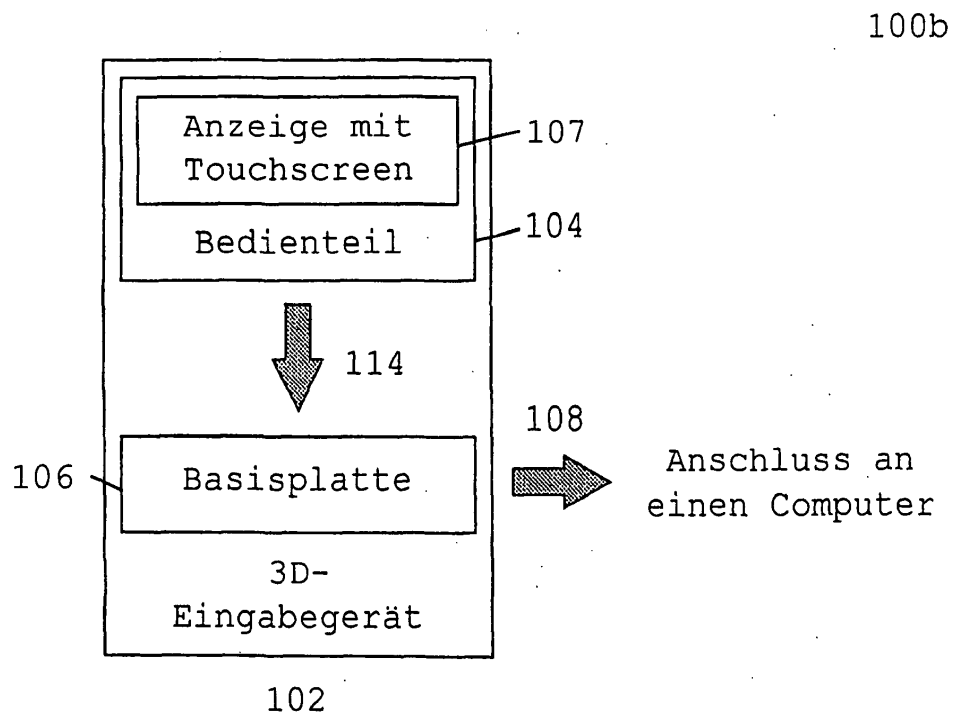 100b
Anzeige mit
Touchscreen
107
Bedienteil
104
114
108
106
Basisplatte
Anschluss an
einen Computer
3D-
Eingabegerät
102